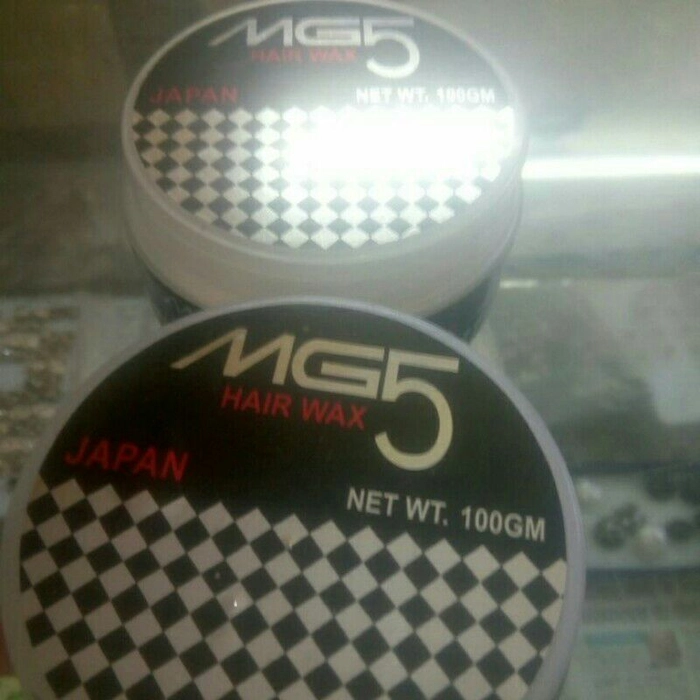 MG5
HAIR WAX
JAPAN
NET WT. 100GM
MG5
HAIR WAX
JAPAN
NET WT. 100GM